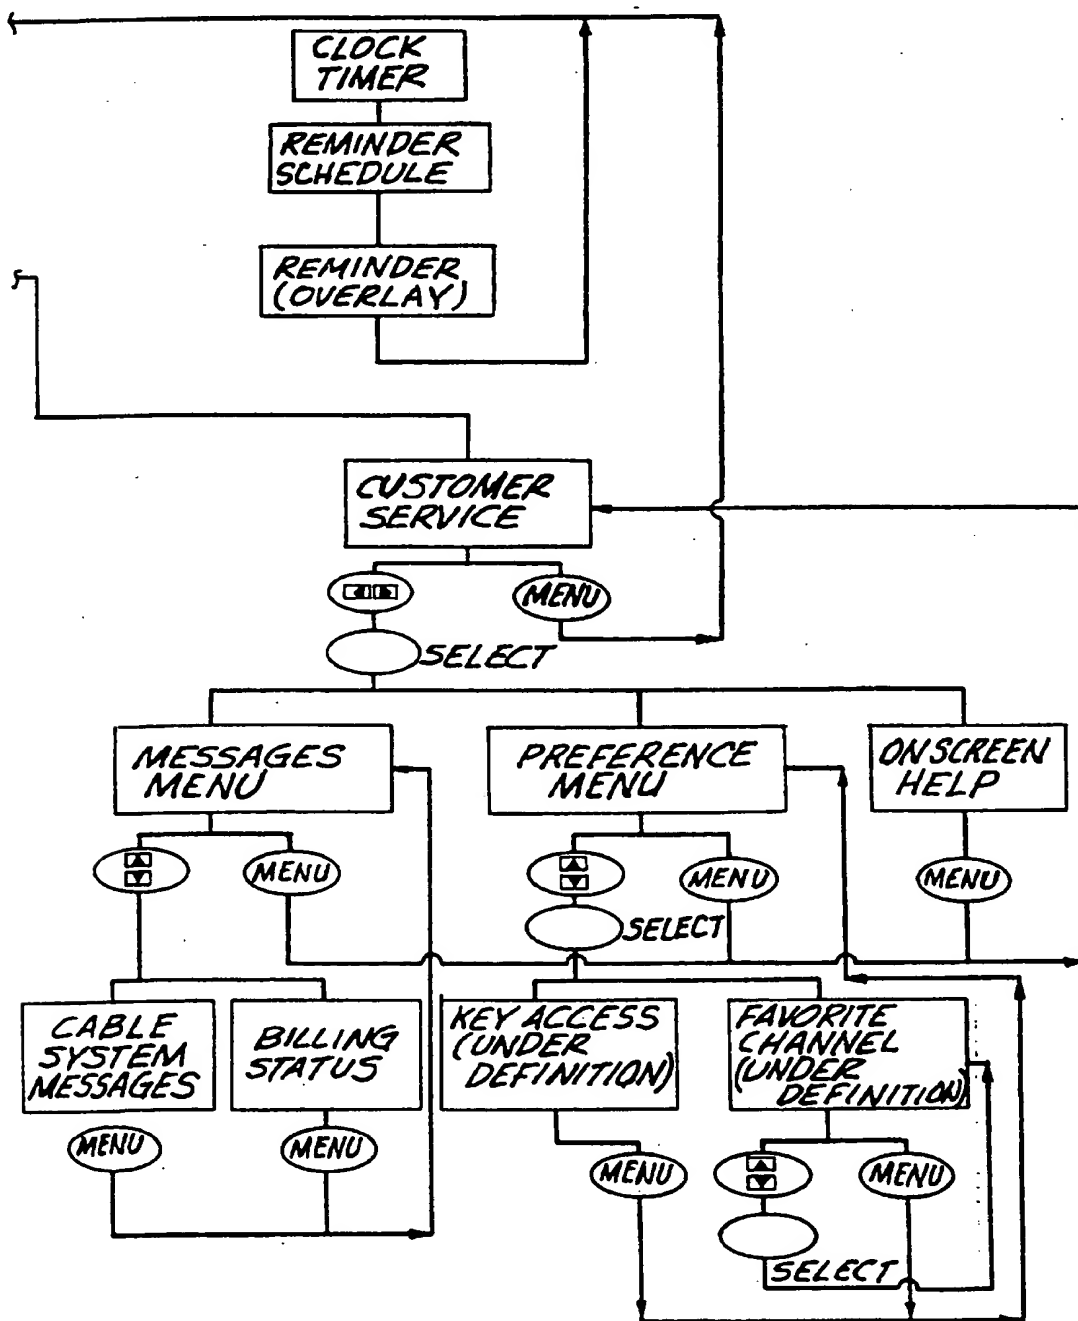 CLOCK
TIMER
REMINDER
SCHEDULE
REMINDER
(OVERLAY)
CUSTOMER
SERVICE
MENU
SELECT
MESSAGES
MENU
PREFERENCE
MENU
ON SCREEN
HELP
MENU
MENU
MENU
SELECT
CABLE
SYSTEM
MESSAGES
BILLING
STATUS
KEY ACCESS
(UNDER
DEFINITION)
FAVORITE
CHANNEL
(UNDER
DEFINITION)
MENU
MENU
MENU
MENU
SELECT